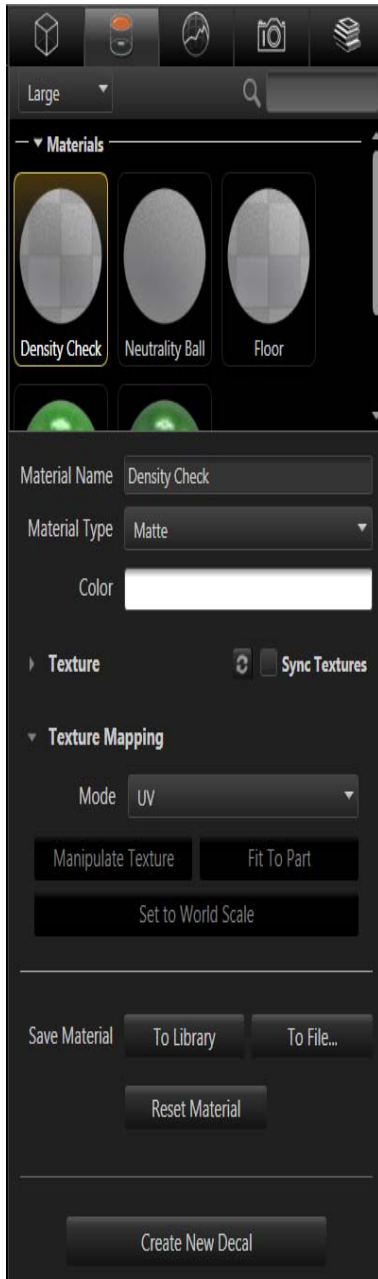 Large
Materials
Density Check Neutrality Ball Floor
Material Name Density Check
Material Type Matte
Color
Texture Sync Textures
Texture Mapping
Mode UV
Manipulate Texture Fit To Part
Set to World Scale
Save Material To Library To File...
Reset Material
Create New Decal